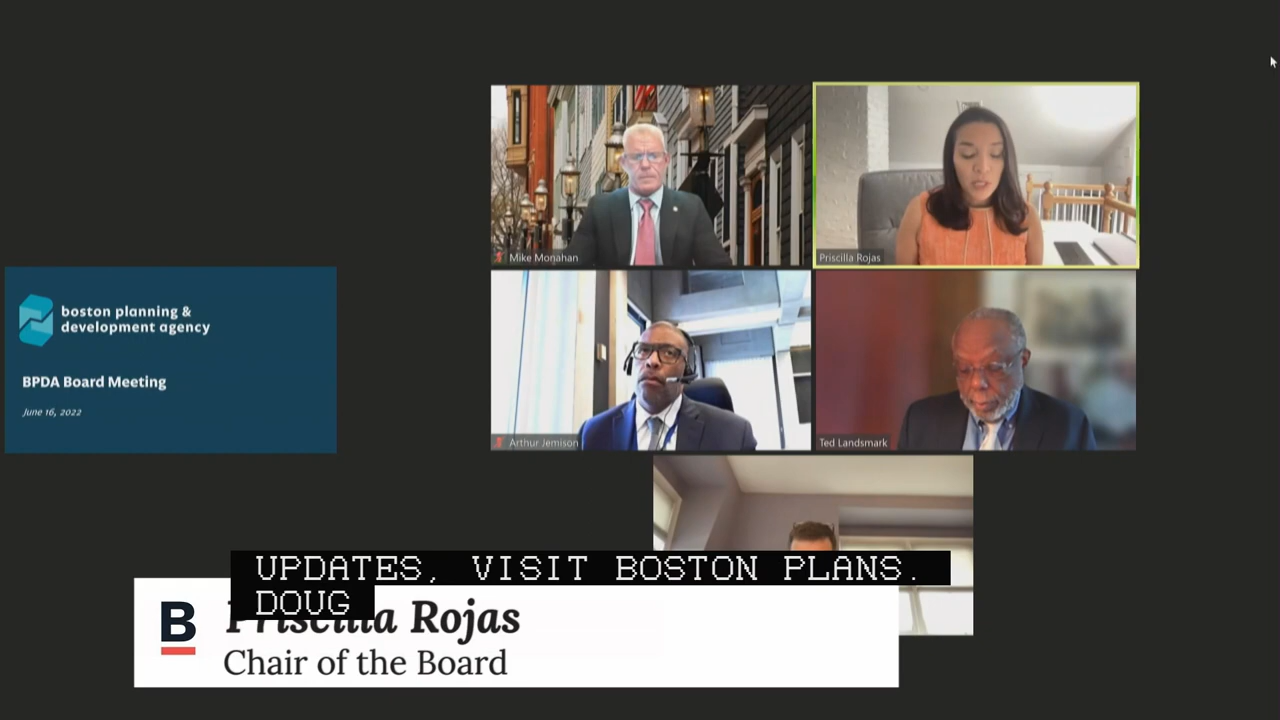 Mike Monahan
Priscilla Rojas
boston planning &
development agency
BPDA Board Meeting
June 16, 2022
Arthur Jemison
Ted Landsmark
UPDATES, VISIT BOSTON PLANS.
DOUG
B
Priscilla Rojas
Chair of the Board